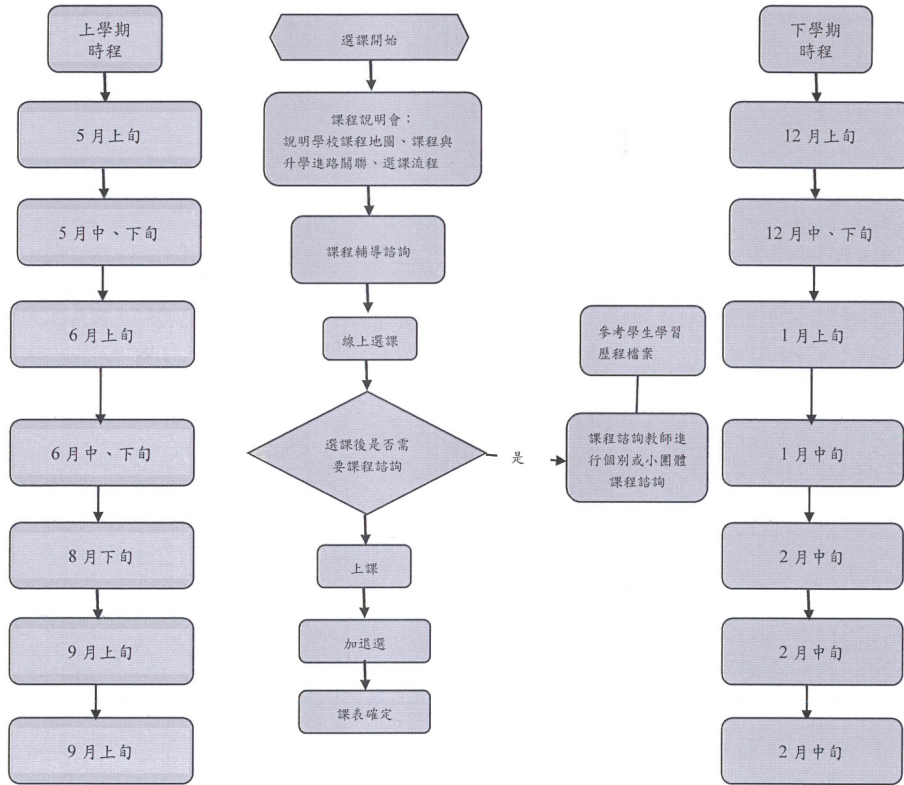 上學期
時程
5 月上旬
5 月中、下旬
6 月上旬
6 月中、下旬
8 月下旬
9 月上旬
9 月上旬
選課開始
課程說明會：
說明學校課程地圖、課程與
升學進路關聯、選課流程
課程輔導諮詢
線上選課
選課後是否需
要課程諮詢
是
參考學生學習
歷程檔案
課程諮詢教師進
行個別或小團體
課程諮詢
上課
加退選
課表確定
下學期
時程
12 月上旬
12 月中、下旬
1 月上旬
1 月中旬
2 月中旬
2 月中旬
2 月中旬